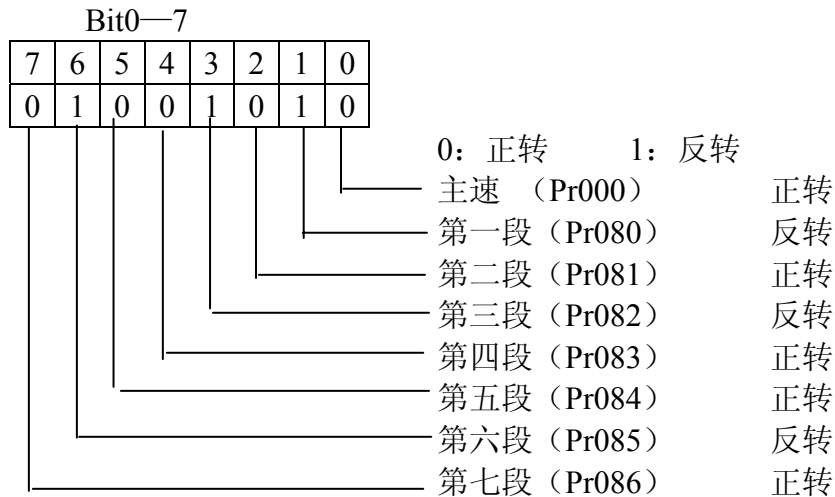 Bit0—7
7 6 5 4 3 2 1 0
0 1 0 0 1 0 1 0
0：正转 1：反转
主速 （Pr000） 正转
第一段（Pr080） 反转
第二段（Pr081） 正转
第三段（Pr082） 反转
第四段（Pr083） 正转
第五段（Pr084） 正转
第六段（Pr085） 反转
第七段（Pr086） 正转